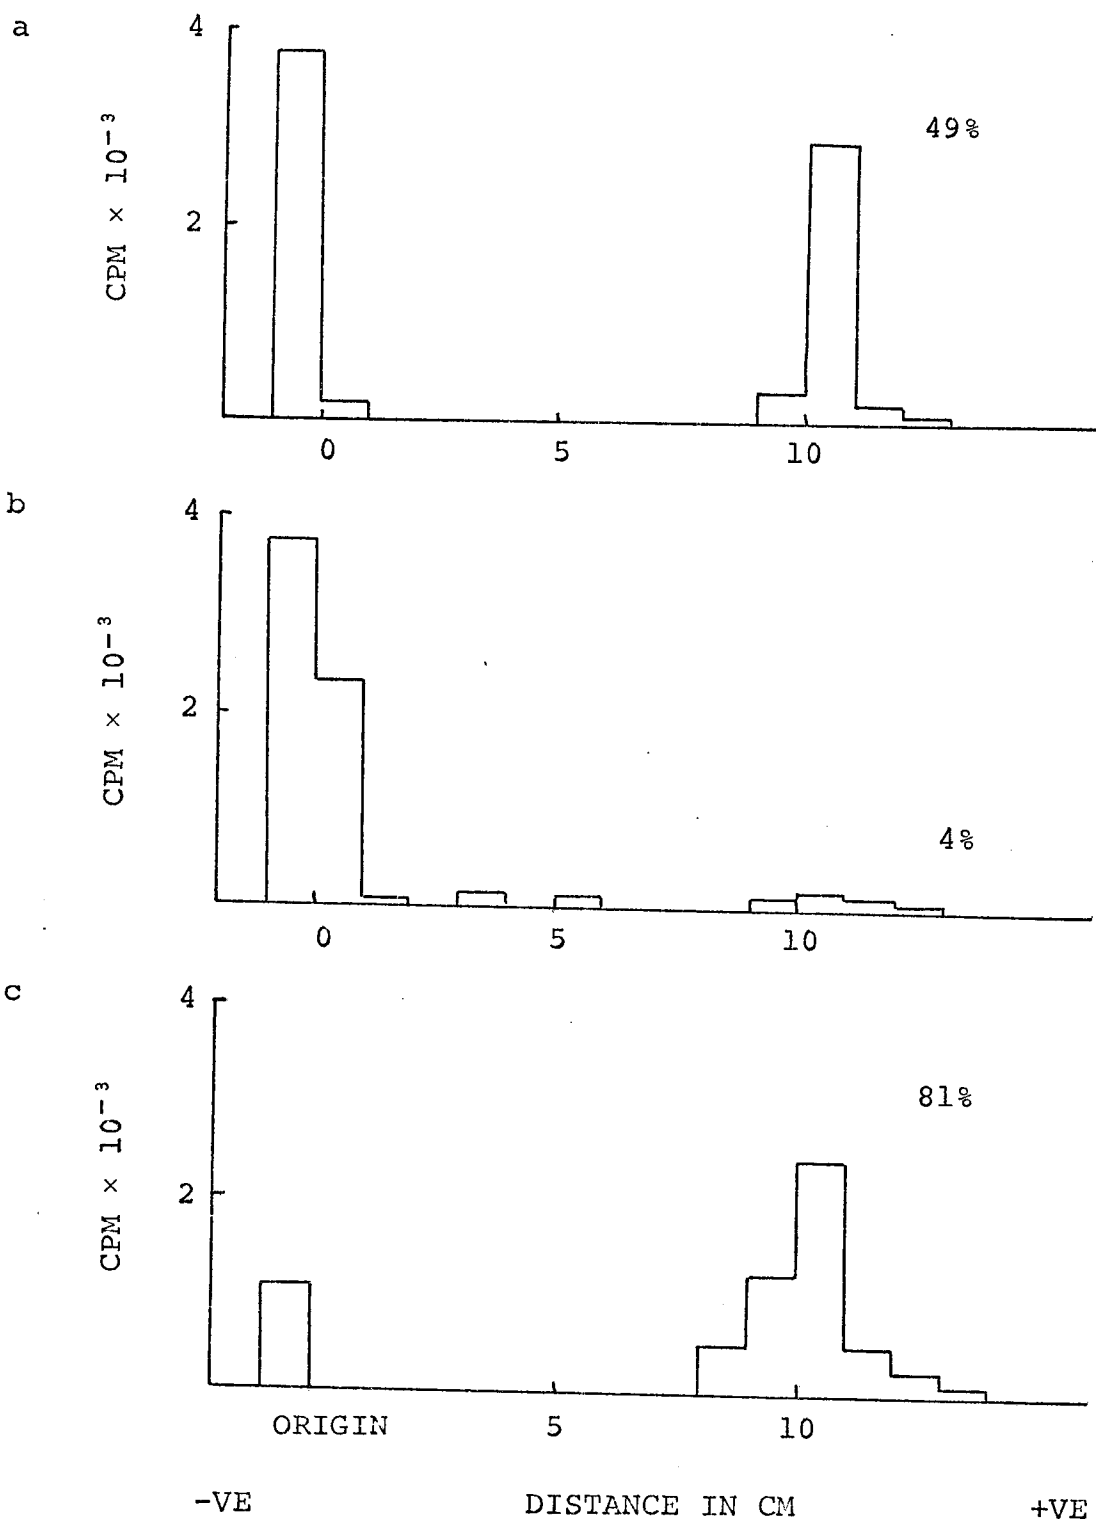 a
4
CPM × 10⁻³
2
49%
0 5 10
b
4
CPM × 10⁻³
2
4%
0 5 10
c
4
CPM × 10⁻³
2
81%
ORIGIN 5 10
-VE DISTANCE IN CM +VE